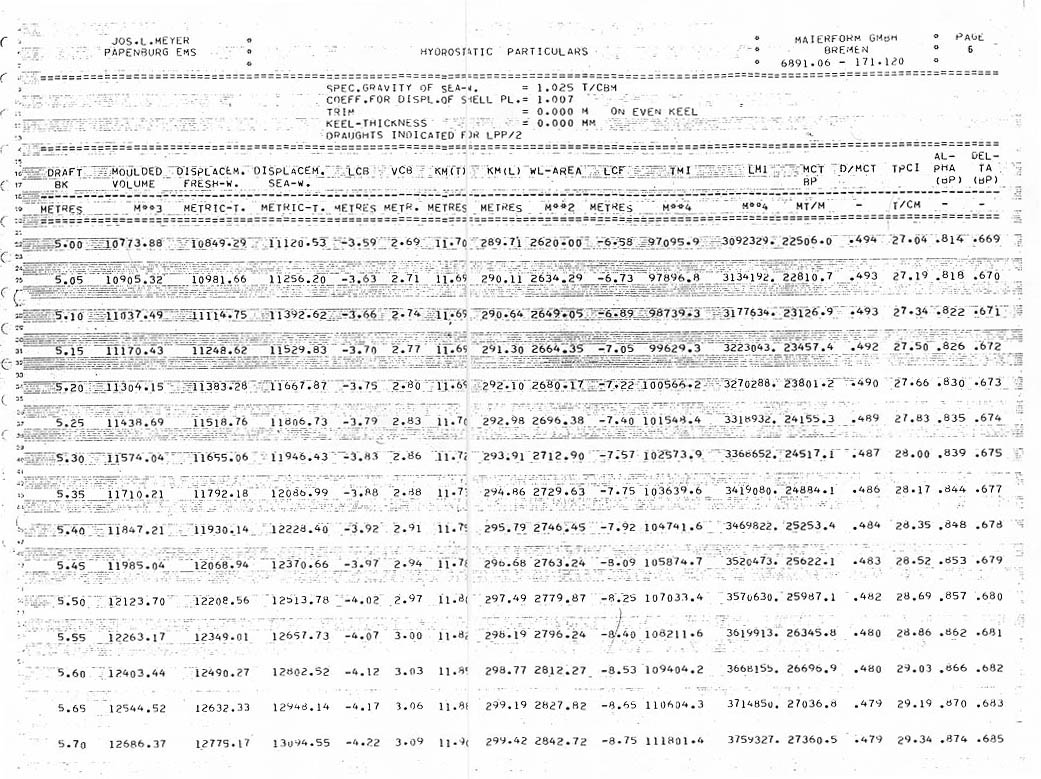 JOS.L.MEYER * * MAIERFORM GMBH * PAGE
PAPENBURG EMS * HYDROSTATIC PARTICULARS * BREMEN * 6
* * 6891.06 - 171.120 *
SPEC.GRAVITY OF SEA-W. = 1.025 T/CBM
COEFF.FOR DISPL.OF SHELL PL.= 1.007
TRIM = 0.000 M ON EVEN KEEL
KEEL-THICKNESS = 0.000 MM
DRAUGHTS INDICATED FOR LPP/2
DRAFT MOULDED DISPLACEM. DISPLACEM. LCB VCB KM(T) KM(L) WL-AREA LCF TMI LMI MCT D/MCT TPCI AL- DEL-
BK VOLUME FRESH-W. SEA-W. BP PHA TA
(BP) (BP)
METRES M**3 METRIC-T. METRIC-T. METRES METR. METRES METRES M**2 METRES M**4 M**4 MT/M - T/CM - -
5.00 10773.88 10849.29 11120.53 -3.59 2.69 11.70 289.71 2620.00 -6.58 97095.9 3092329. 22506.0 .494 27.04 .814 .669
5.05 10905.32 10981.66 11256.20 -3.63 2.71 11.69 290.11 2634.29 -6.73 97896.8 3134192. 22810.7 .493 27.19 .818 .670
5.10 11037.49 11114.75 11392.62 -3.66 2.74 11.69 290.64 2649.05 -6.89 98739.3 3177634. 23126.9 .493 27.34 .822 .671
5.15 11170.43 11248.62 11529.83 -3.70 2.77 11.69 291.30 2664.35 -7.05 99629.3 3223043. 23457.4 .492 27.50 .826 .672
5.20 11304.15 11383.28 11667.87 -3.75 2.80 11.69 292.10 2680.17 -7.22 100566.2 3270288. 23801.2 .490 27.66 .830 .673
5.25 11438.69 11518.76 11806.73 -3.79 2.83 11.7 292.98 2696.38 -7.40 101548.4 3318932. 24155.3 .489 27.83 .835 .674
5.30 11574.04 11655.06 11946.43 -3.83 2.86 11.7 293.91 2712.90 -7.57 102573.9 3368652. 24517.1 .487 28.00 .839 .675
5.35 11710.21 11792.18 12086.99 -3.88 2.88 11.7 294.86 2729.63 -7.75 103639.6 3419080. 24884.1 .486 28.17 .844 .677
5.40 11847.21 11930.14 12228.40 -3.92 2.91 11.7 295.79 2746.45 -7.92 104741.6 3469822. 25253.4 .484 28.35 .848 .678
5.45 11985.04 12068.94 12370.66 -3.97 2.94 11.7 296.68 2763.24 -8.09 105874.7 3520473. 25622.1 .483 28.52 .853 .679
5.50 12123.70 12208.56 12513.78 -4.02 2.97 11.8 297.49 2779.87 -8.25 107033.4 3570630. 25987.1 .482 28.69 .857 .680
5.55 12263.17 12349.01 12657.73 -4.07 3.00 11.8 298.19 2796.24 -8.40 108211.6 3619913. 26345.8 .480 28.86 .862 .681
5.60 12403.44 12490.27 12802.52 -4.12 3.03 11.8 298.77 2812.27 -8.53 109404.2 3668155. 26696.9 .480 29.03 .866 .682
5.65 12544.52 12632.33 12948.14 -4.17 3.06 11.8 299.19 2827.82 -8.65 110604.3 3714850. 27036.8 .479 29.19 .870 .683
5.70 12686.37 12775.17 13094.55 -4.22 3.09 11.9 299.42 2842.72 -8.75 111801.4 3759327. 27360.5 .479 29.34 .874 .685